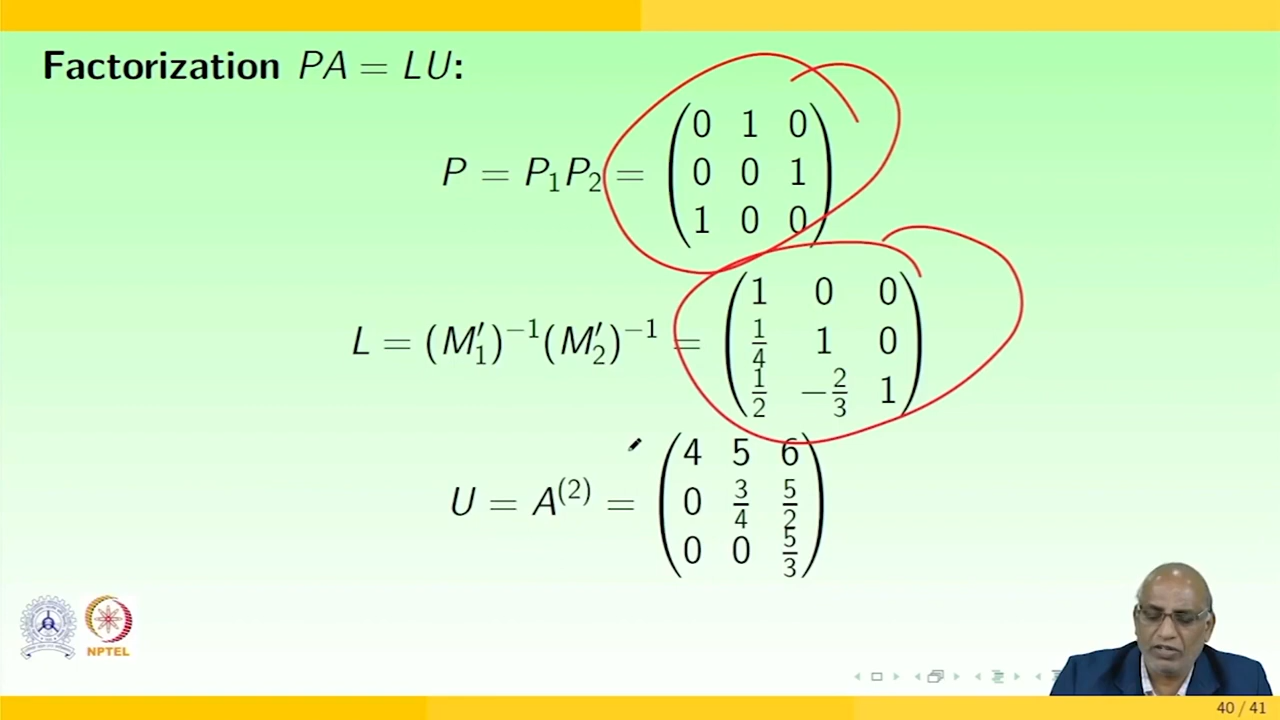 Factorization PA = LU:
P = P₁P₂ = (0 1 0
0 0 1
1 0 0)
L = (M′₁)⁻¹(M′₂)⁻¹ = (1 0 0
1/4 1 0
1/2 −2/3 1)
U = A⁽²⁾ = (4 5 6
0 3/4 5/2
0 0 5/3)
NPTEL
40 / 41